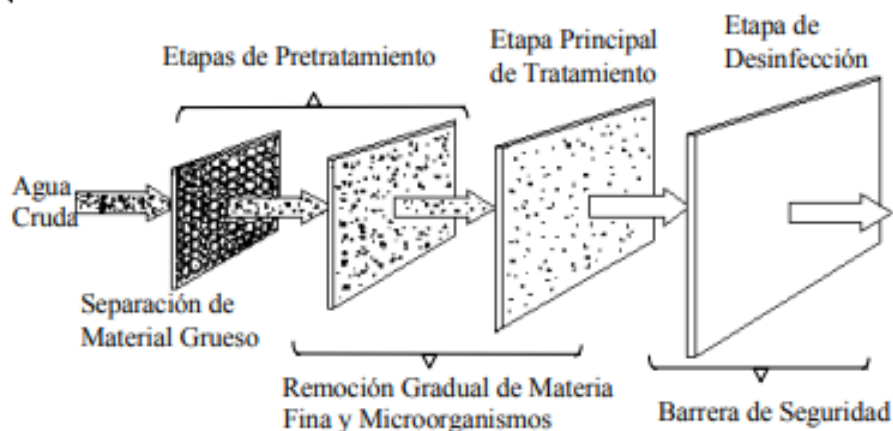 Etapas de Pretratamiento
Etapa Principal
de Tratamiento
Etapa de
Desinfección
Agua
Cruda
Separación de
Material Grueso
Remoción Gradual de Materia
Fina y Microorganismos
Barrera de Seguridad